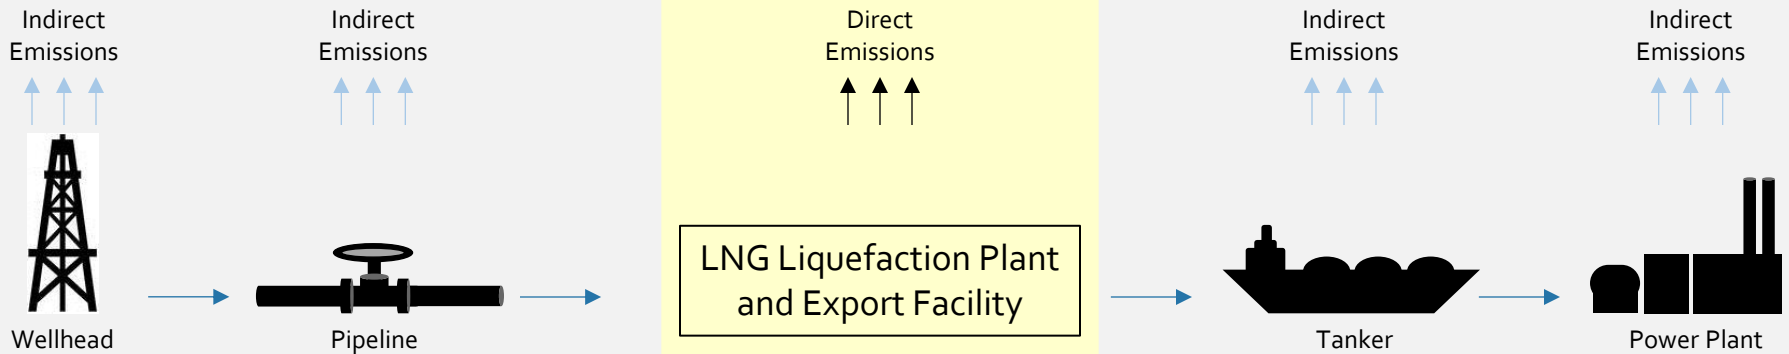 Indirect
Emissions
Indirect
Emissions
Direct
Emissions
Indirect
Emissions
Indirect
Emissions
LNG Liquefaction Plant
and Export Facility
Wellhead
Pipeline
Tanker
Power Plant